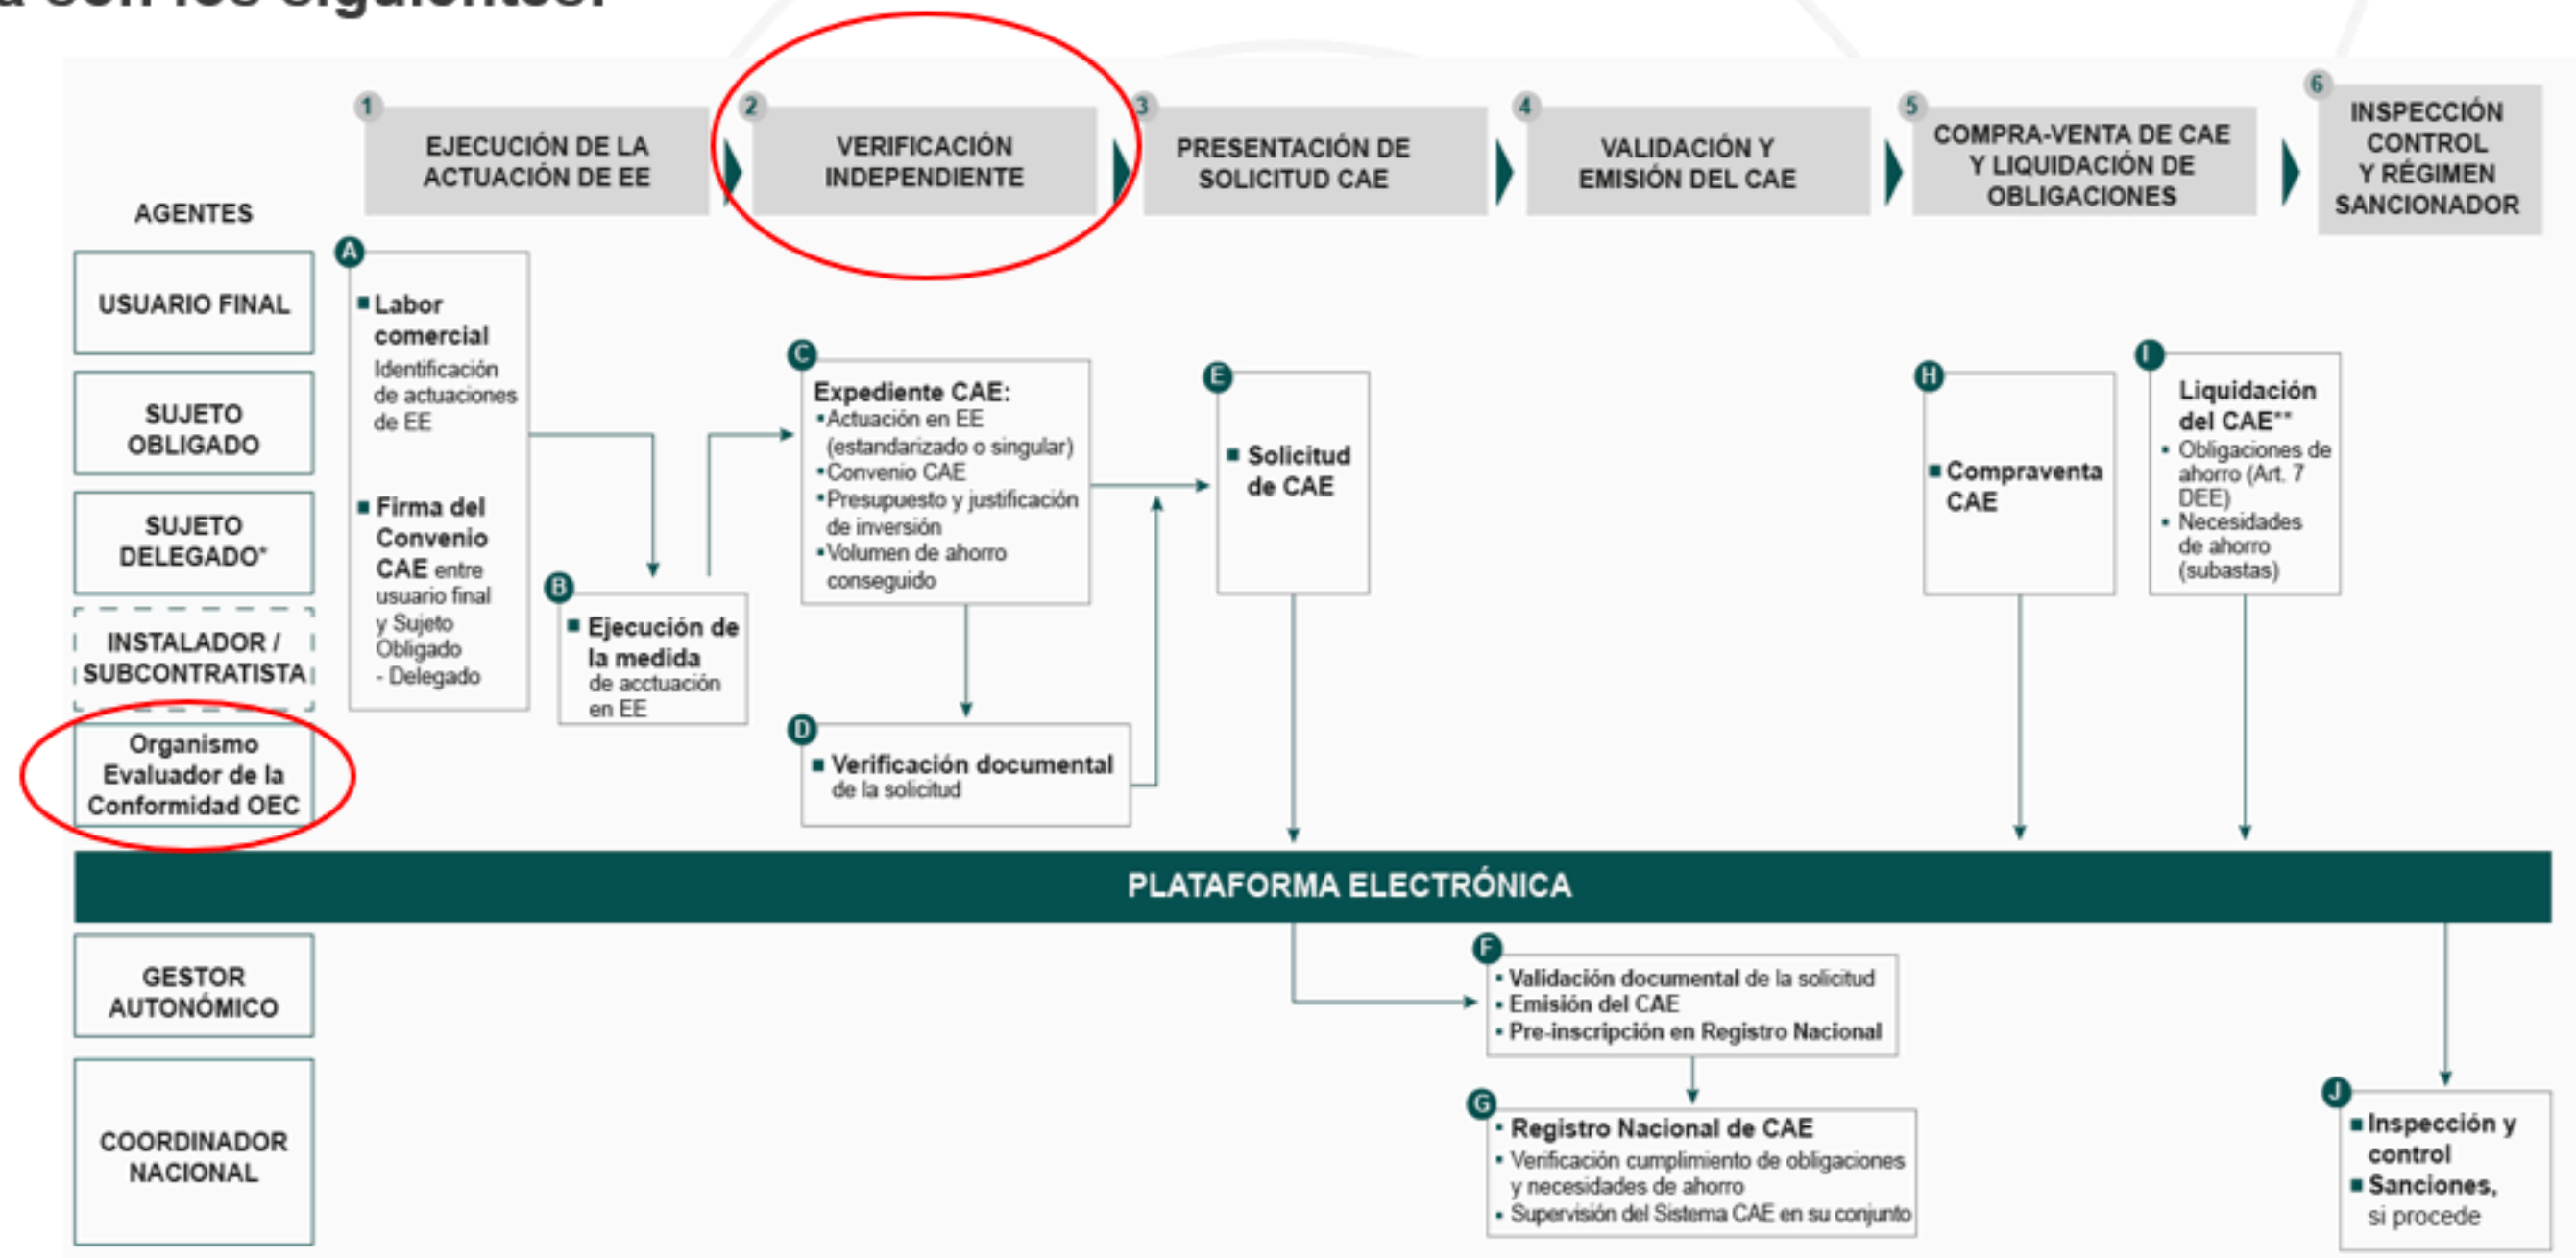 a son los siguientes:
1
EJECUCIÓN DE LA
ACTUACIÓN DE EE
2
VERIFICACIÓN
INDEPENDIENTE
3
PRESENTACIÓN DE
SOLICITUD CAE
4
VALIDACIÓN Y
EMISIÓN DEL CAE
5
COMPRA-VENTA DE CAE
Y LIQUIDACIÓN DE
OBLIGACIONES
6
INSPECCIÓN
CONTROL
Y RÉGIMEN
SANCIONADOR
AGENTES
USUARIO FINAL
SUJETO
OBLIGADO
SUJETO
DELEGADO*
INSTALADOR /
SUBCONTRATISTA
Organismo
Evaluador de la
Conformidad OEC
A
Labor
comercial
Identificación
de actuaciones
de EE
Firma del
Convenio
CAE entre
usuario final
y Sujeto
Obligado
- Delegado
B
Ejecución de
la medida
de acctuación
en EE
C
Expediente CAE:
Actuación en EE
(estandarizado o singular)
Convenio CAE
Presupuesto y justificación
de inversión
Volumen de ahorro
conseguido
D
Verificación documental
de la solicitud
E
Solicitud
de CAE
H
Compraventa
CAE
I
Liquidación
del CAE**
Obligaciones de
ahorro (Art. 7
DEE)
Necesidades
de ahorro
(subastas)
PLATAFORMA ELECTRÓNICA
GESTOR
AUTONÓMICO
COORDINADOR
NACIONAL
F
Validación documental de la solicitud
Emisión del CAE
Pre-inscripción en Registro Nacional
G
Registro Nacional de CAE
Verificación cumplimiento de obligaciones
y necesidades de ahorro
Supervisión del Sistema CAE en su conjunto
J
Inspección y
control
Sanciones,
si procede